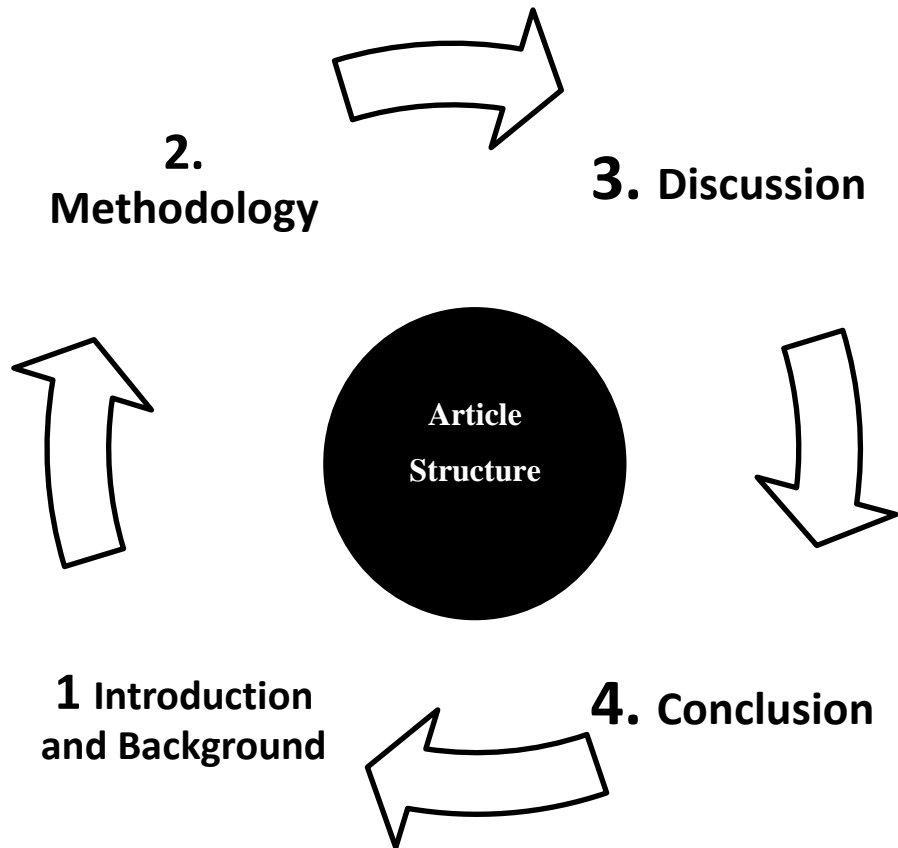 2.
Methodology
3. Discussion
Article
Structure
1 Introduction
and Background
4. Conclusion